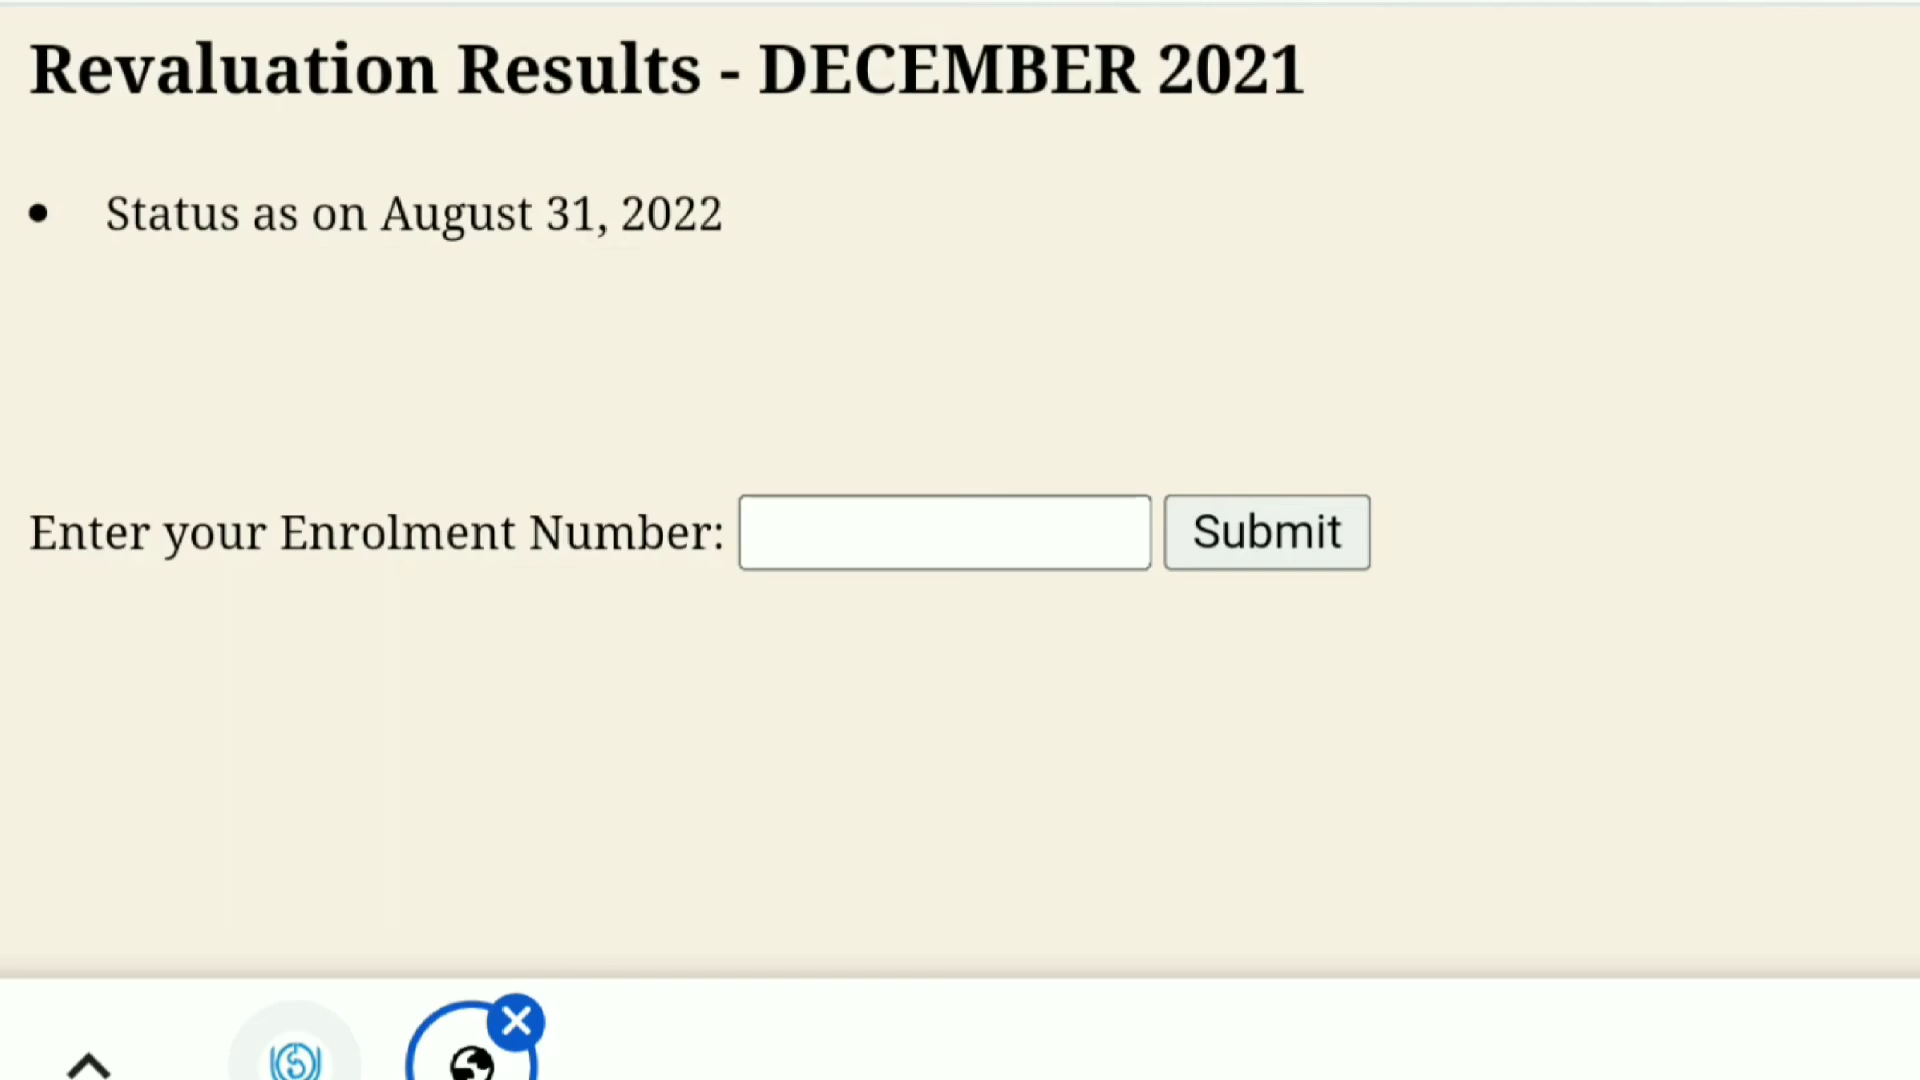 Revaluation Results - DECEMBER 2021
• Status as on August 31, 2022
Enter your Enrolment Number: Submit